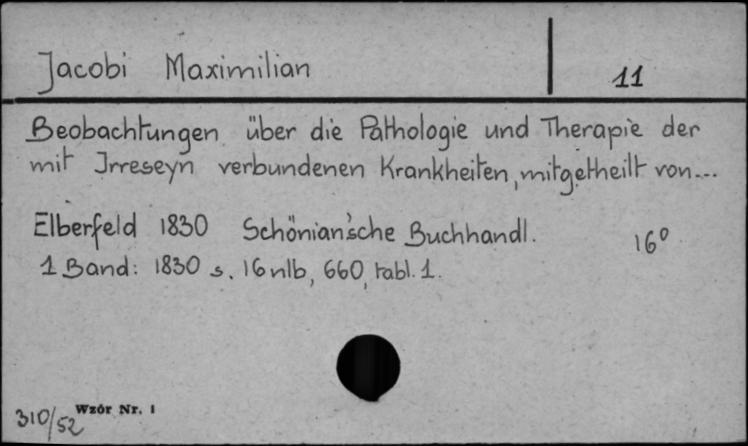 Jacobi Maximilian 11
Beobachtungen über die Pathologie und Therapie der
mit Irreseyn verbundenen Krankheiten, mitgetheilt von...
Elberfeld 1830 Schönian'sche Buchhandl. 16°
1 Band: 1830 s. 16 nlb, 660, tabl. 1.
310/52 Wzór Nr. 1